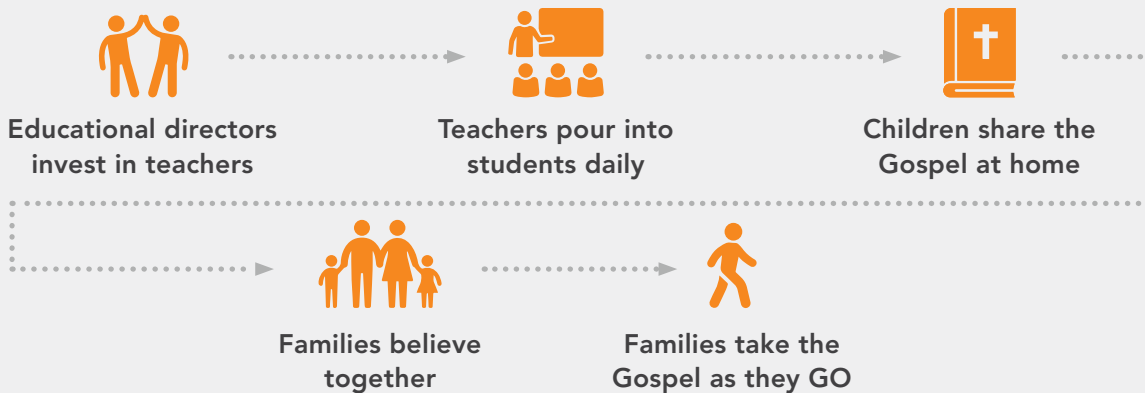 Educational directors
invest in teachers
Teachers pour into
students daily
Children share the
Gospel at home
Families believe
together
Families take the
Gospel as they GO